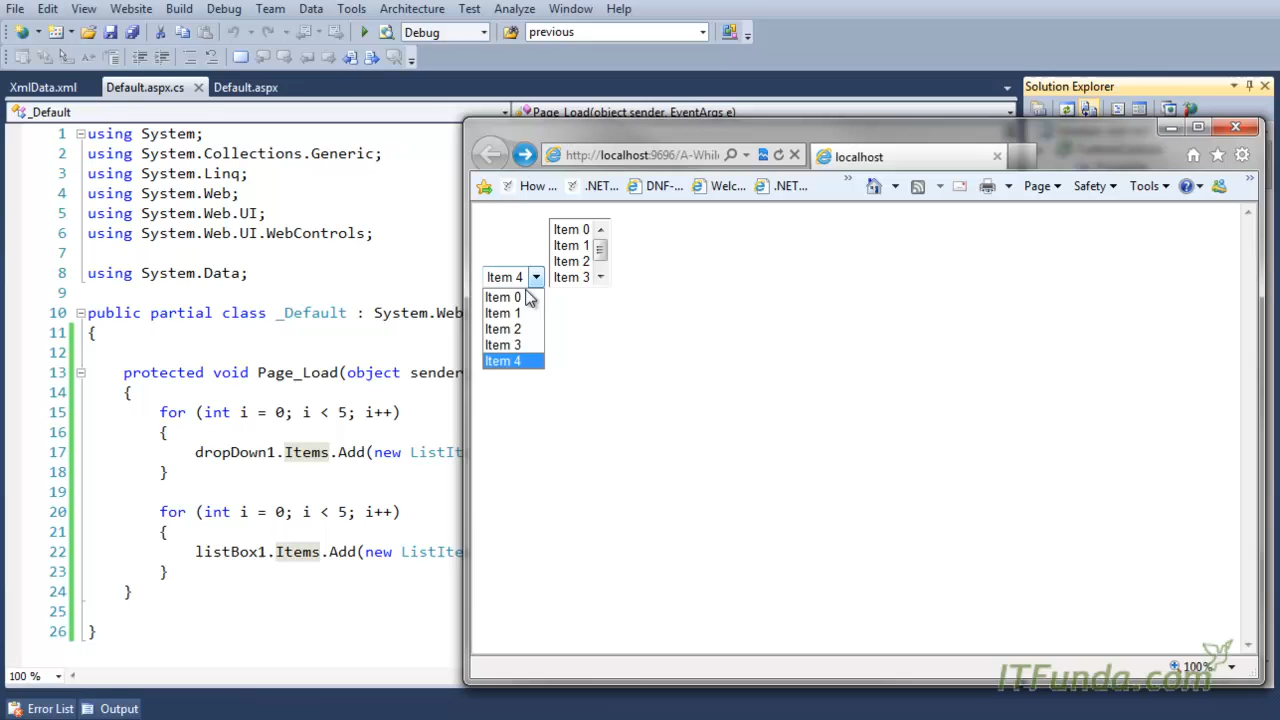 File Edit View Website Build Debug Team Data Tools Architecture Test Analyze Window Help
Debug previous
XmlData.xml Default.aspx.cs Default.aspx Solution Explorer
_Default Page_Load(object sender, EventArgs e)
1 using System;
2 using System.Collections.Generic;
3 using System.Linq;
4 using System.Web;
5 using System.Web.UI;
6 using System.Web.UI.WebControls;
7
8 using System.Data;
9
10 public partial class _Default : System.Web
11 {
12
13 protected void Page_Load(object sender
14 {
15 for (int i = 0; i < 5; i++)
16 {
17 dropDown1.Items.Add(new ListIt
18 }
19
20 for (int i = 0; i < 5; i++)
21 {
22 listBox1.Items.Add(new ListIte
23 }
24 }
25
26 }
100 %
Error List Output
http://localhost:9696/A-Whil localhost
How ... .NET... DNF-... Welc... .NET... Page Safety Tools
Item 0
Item 1
Item 2
Item 3
Item 4
Item 0
Item 1
Item 2
Item 3
Item 4
100%
ITFunda.com